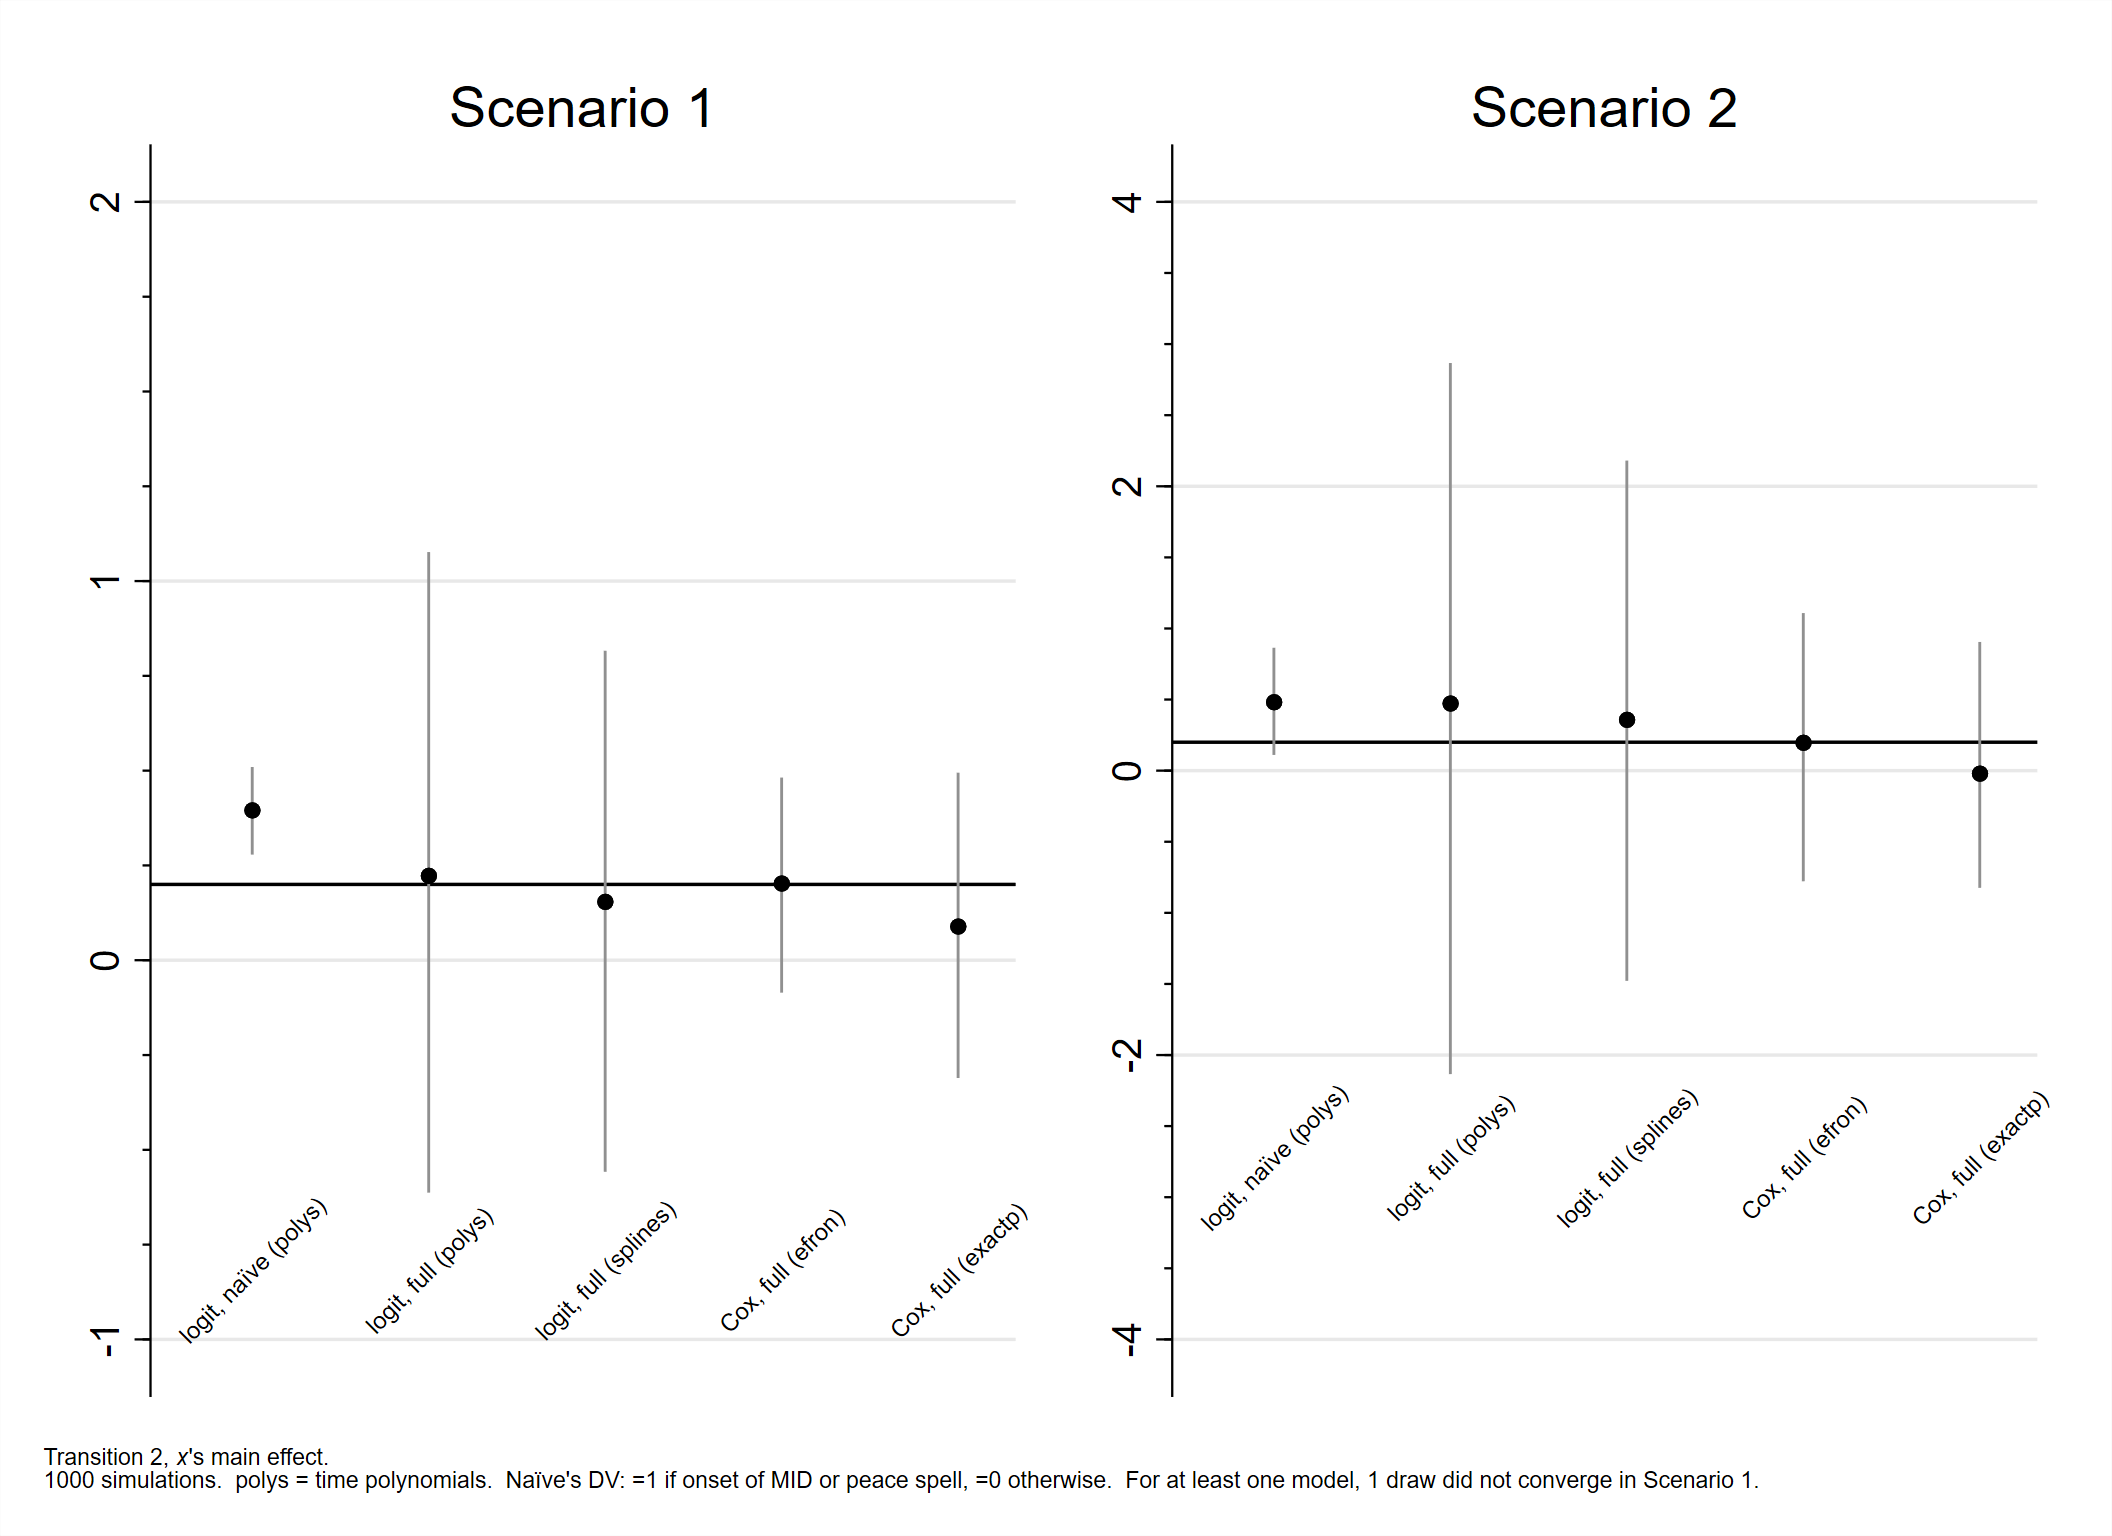 Scenario 1
2
1
0
-1
logit, naïve (polys)
logit, full (polys)
logit, full (splines)
Cox, full (efron)
Cox, full (exactp)
Scenario 2
4
2
0
-2
-4
logit, naïve (polys)
logit, full (polys)
logit, full (splines)
Cox, full (efron)
Cox, full (exactp)
Transition 2, x's main effect.
1000 simulations.  polys = time polynomials.  Naïve's DV: =1 if onset of MID or peace spell, =0 otherwise.  For at least one model, 1 draw did not converge in Scenario 1.